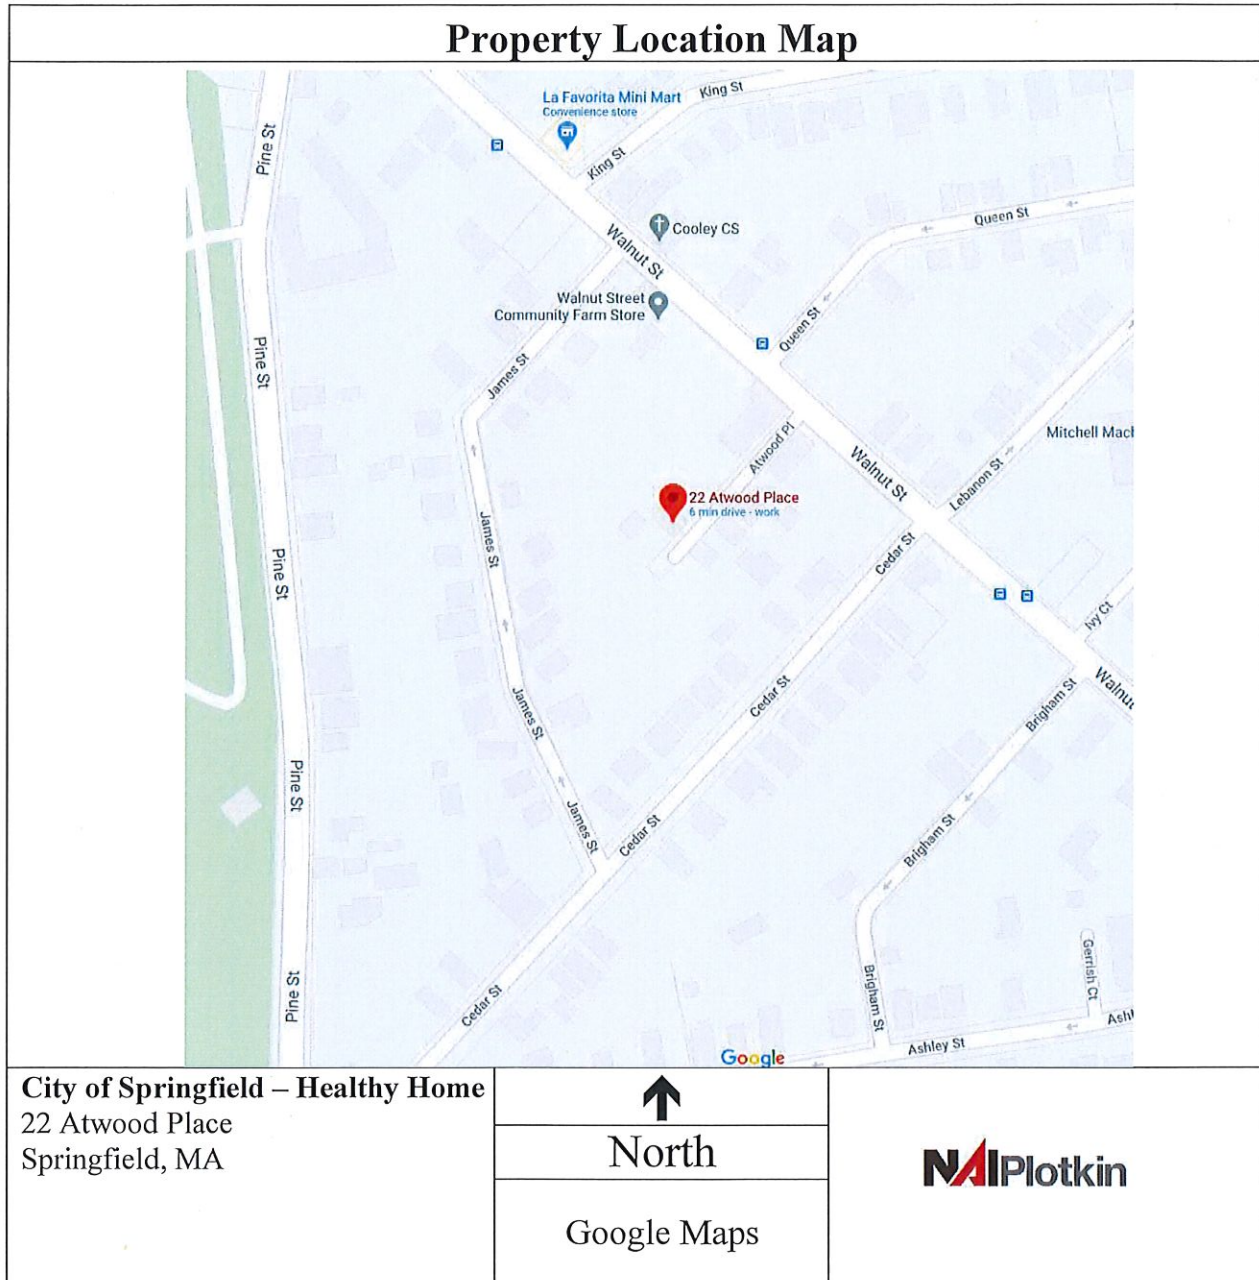 Property Location Map
La Favorita Mini Mart
Convenience store
King St
King St
Pine St
Cooley CS
Queen St
Walnut St
Walnut Street
Community Farm Store
Queen St
Pine St
James St
Atwood Pl
Mitchell Mach
Walnut St
Lebanon St
22 Atwood Place
6 min drive - work
James St
Cedar St
Pine St
Ivy Ct
Cedar St
Brigham St
Walnut
James St
Pine St
James St
Cedar St
Brigham St
Pine St
Cedar St
Brigham St
Gerrish Ct
Ashley St
Ash
Google
City of Springfield – Healthy Home
22 Atwood Place
Springfield, MA
North
Google Maps
NAIPlotkin